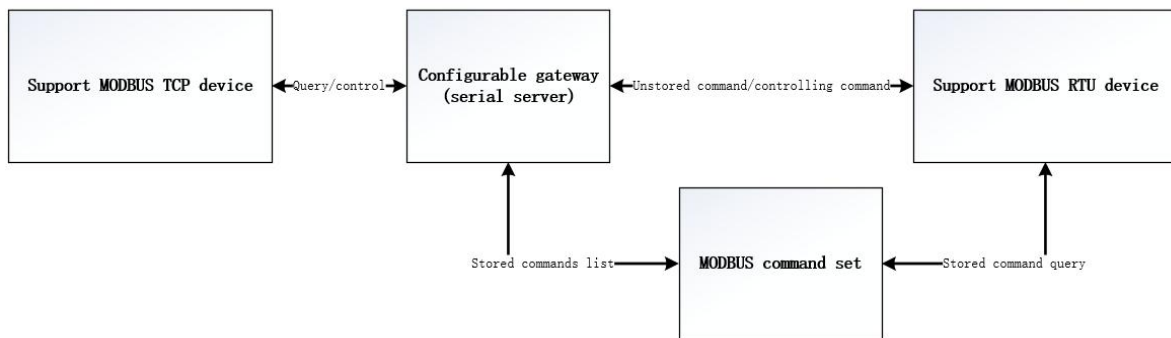 Support MODBUS TCP device
Query/control
Configurable gateway
(serial server)
Unstored command/controlling command
Support MODBUS RTU device
Stored commands list
MODBUS command set
Stored command query